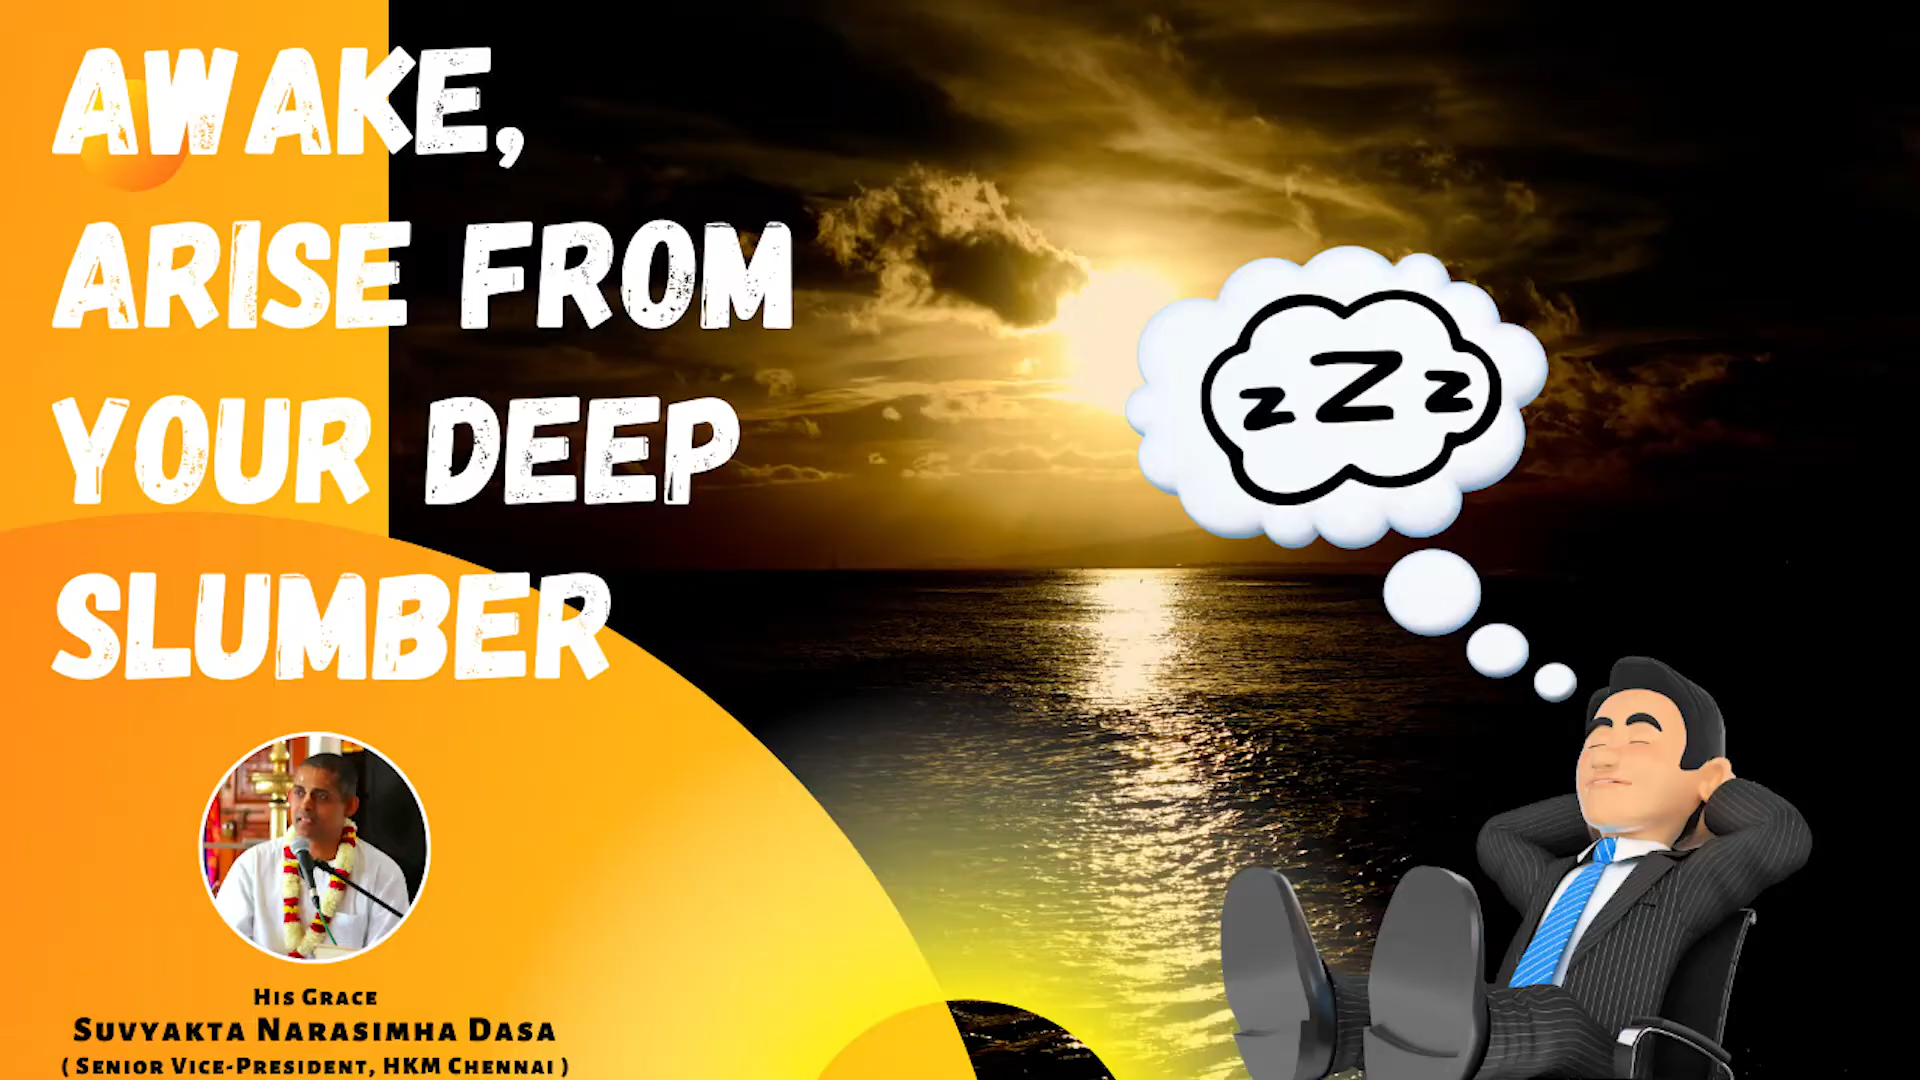 AWAKE,
ARISE FROM
YOUR DEEP
SLUMBER
zZz
His Grace
Suvyakta Narasimha Dasa
( Senior Vice-President, HKM Chennai )